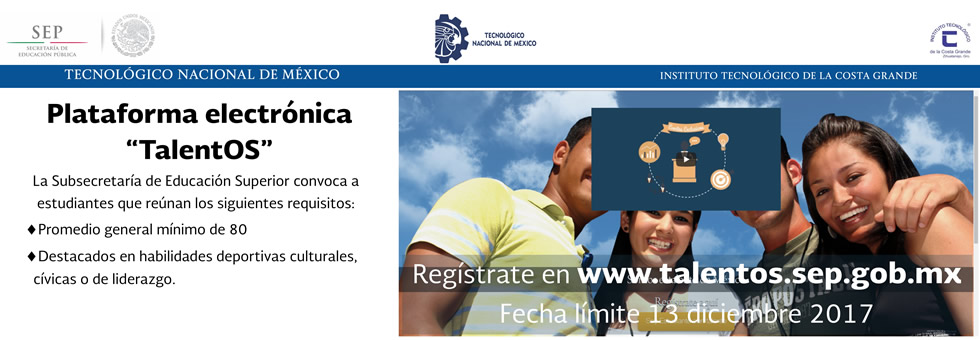 SEP
SECRETARÍA DE
EDUCACIÓN PÚBLICA
TECNOLÓGICO
NACIONAL DE MÉXICO
INSTITUTO TECNOLÓGICO
de la Costa Grande
TECNOLÓGICO NACIONAL DE MÉXICO
INSTITUTO TECNOLÓGICO DE LA COSTA GRANDE
Plataforma electrónica
“TalentOS”
La Subsecretaría de Educación Superior convoca a
estudiantes que reúnan los siguientes requisitos:
♦Promedio general mínimo de 80
♦Destacados en habilidades deportivas culturales,
cívicas o de liderazgo.
Regístrate en www.talentos.sep.gob.mx
Fecha límite 13 diciembre 2017